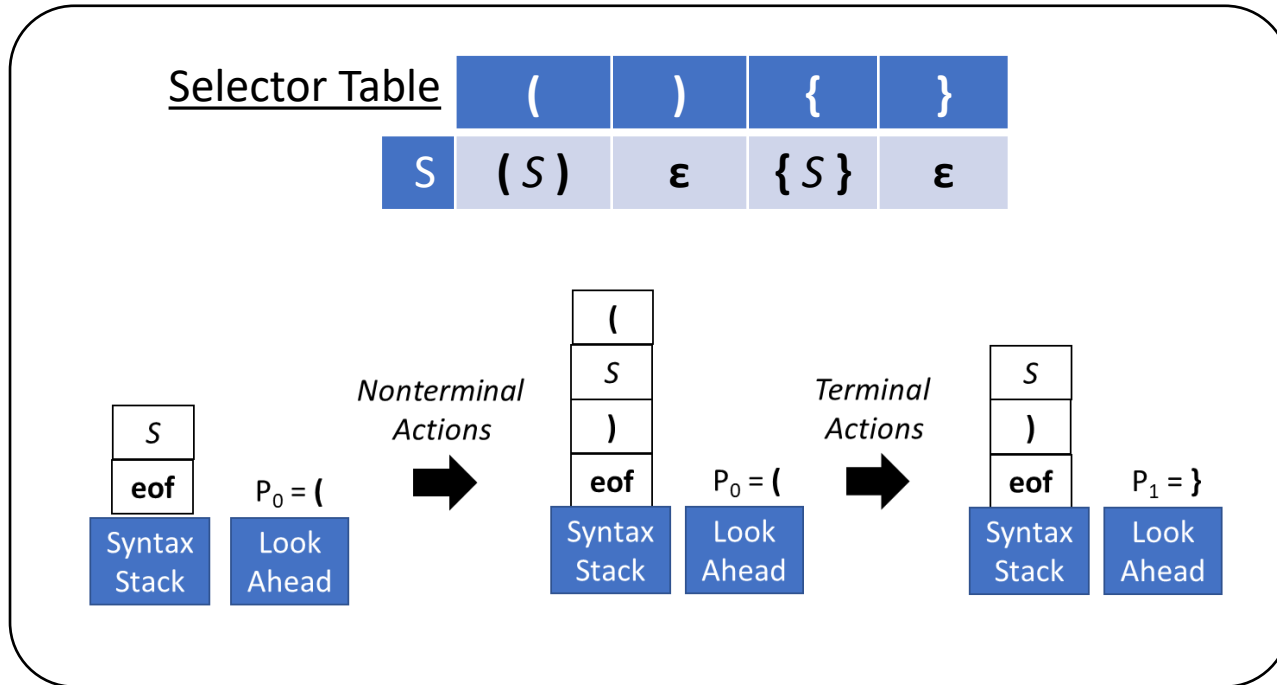 Selector Table
( ) { }
S ( S ) ε { S } ε
(
S
)
eof
P0 = (
Syntax Stack
Look Ahead
Nonterminal Actions
S
eof
P0 = (
Syntax Stack
Look Ahead
Terminal Actions
S
)
eof
P1 = }
Syntax Stack
Look Ahead